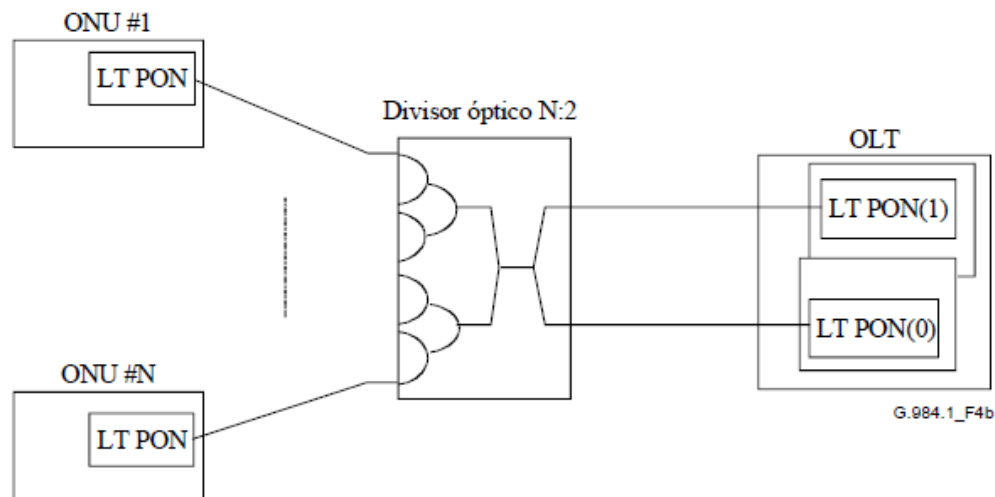 ONU #1
LT PON
Divisor óptico N:2
OLT
LT PON(1)
LT PON(0)
ONU #N
LT PON
G.984.1_F4b